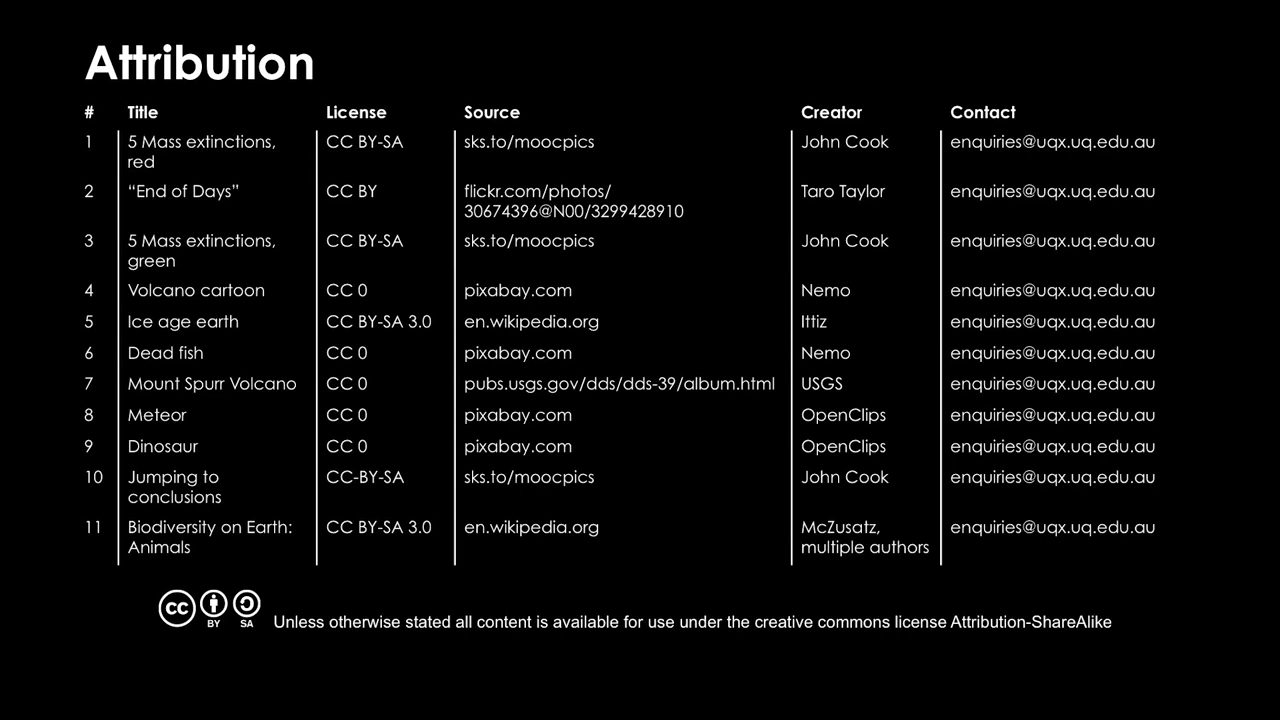 Attribution
# Title License Source Creator Contact
1 5 Mass extinctions, CC BY-SA sks.to/moocpics John Cook enquiries@uqx.uq.edu.au
red
2 “End of Days” CC BY flickr.com/photos/ Taro Taylor enquiries@uqx.uq.edu.au
30674396@N00/3299428910
3 5 Mass extinctions, CC BY-SA sks.to/moocpics John Cook enquiries@uqx.uq.edu.au
green
4 Volcano cartoon CC 0 pixabay.com Nemo enquiries@uqx.uq.edu.au
5 Ice age earth CC BY-SA 3.0 en.wikipedia.org Ittiz enquiries@uqx.uq.edu.au
6 Dead fish CC 0 pixabay.com Nemo enquiries@uqx.uq.edu.au
7 Mount Spurr Volcano CC 0 pubs.usgs.gov/dds/dds-39/album.html USGS enquiries@uqx.uq.edu.au
8 Meteor CC 0 pixabay.com OpenClips enquiries@uqx.uq.edu.au
9 Dinosaur CC 0 pixabay.com OpenClips enquiries@uqx.uq.edu.au
10 Jumping to CC-BY-SA sks.to/moocpics John Cook enquiries@uqx.uq.edu.au
conclusions
11 Biodiversity on Earth: CC BY-SA 3.0 en.wikipedia.org McZusatz, enquiries@uqx.uq.edu.au
Animals multiple authors
cc BY SA Unless otherwise stated all content is available for use under the creative commons license Attribution-ShareAlike